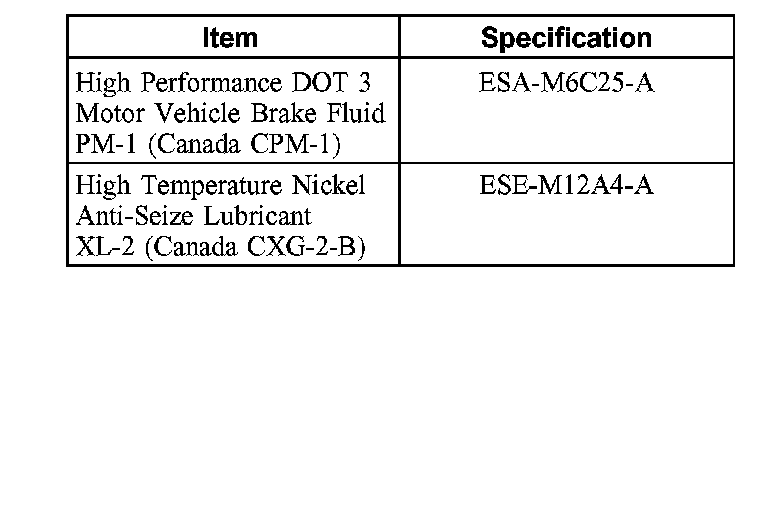 Item Specification
High Performance DOT 3 ESA-M6C25-A
Motor Vehicle Brake Fluid
PM-1 (Canada CPM-1)
High Temperature Nickel ESE-M12A4-A
Anti-Seize Lubricant
XL-2 (Canada CXG-2-B)